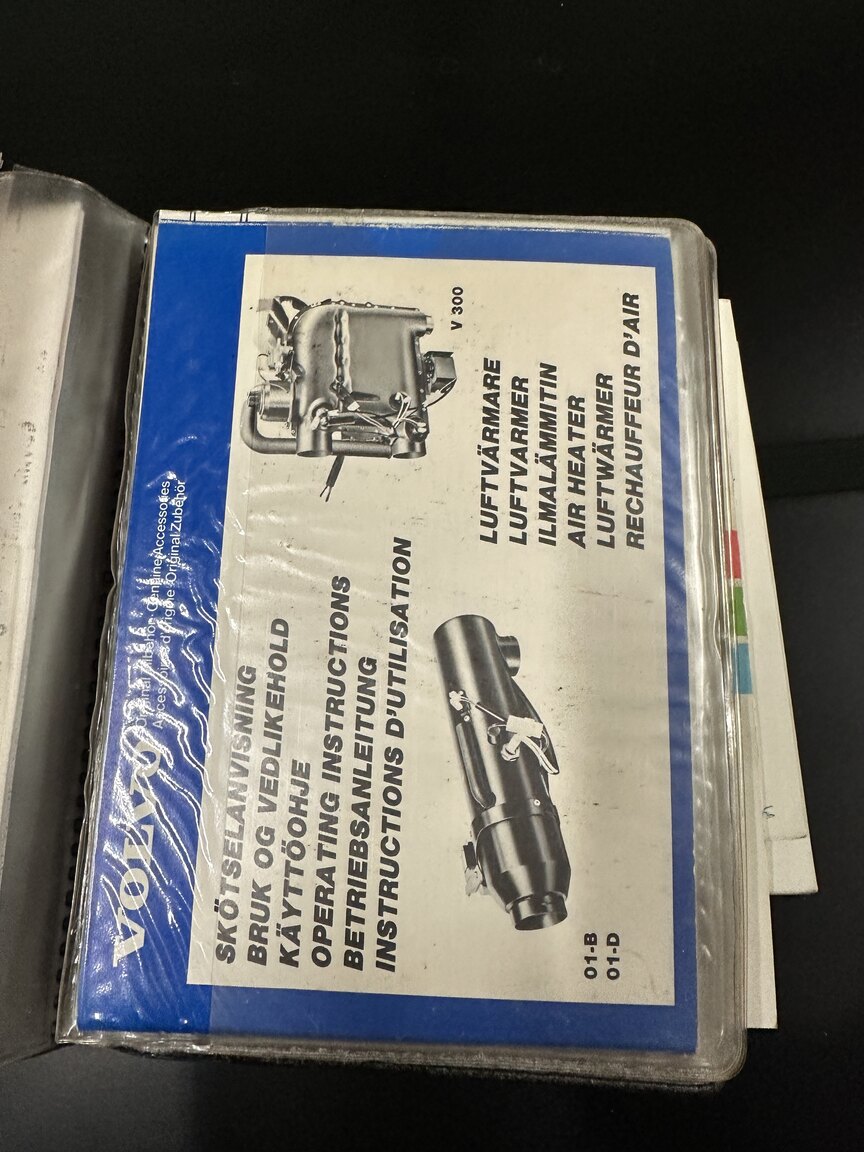 VOLVO
Original Tillbehör · Genuine Accessories
Accessoires d'origine · Original Zubehör
SKÖTSELANVISNING
BRUK OG VEDLIKEHOLD
KÄYTTÖOHJE
OPERATING INSTRUCTIONS
BETRIEBSANLEITUNG
INSTRUCTIONS D'UTILISATION
V 300
LUFTVÄRMARE
LUFTVARMER
ILMALÄMMITIN
AIR HEATER
LUFTWÄRMER
RECHAUFFEUR D'AIR
01-B
01-D